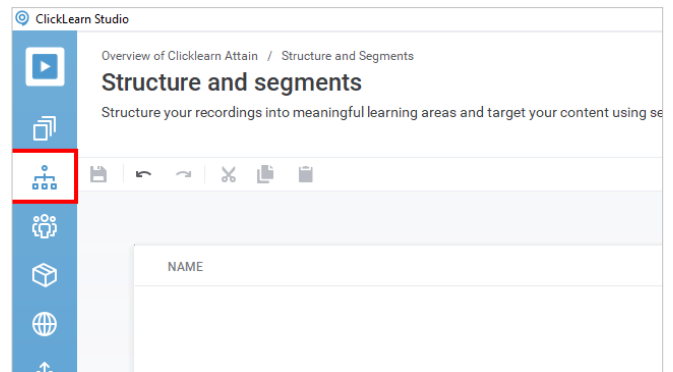 ClickLearn Studio
Overview of Clicklearn Attain / Structure and Segments
Structure and segments
Structure your recordings into meaningful learning areas and target your content using se
NAME